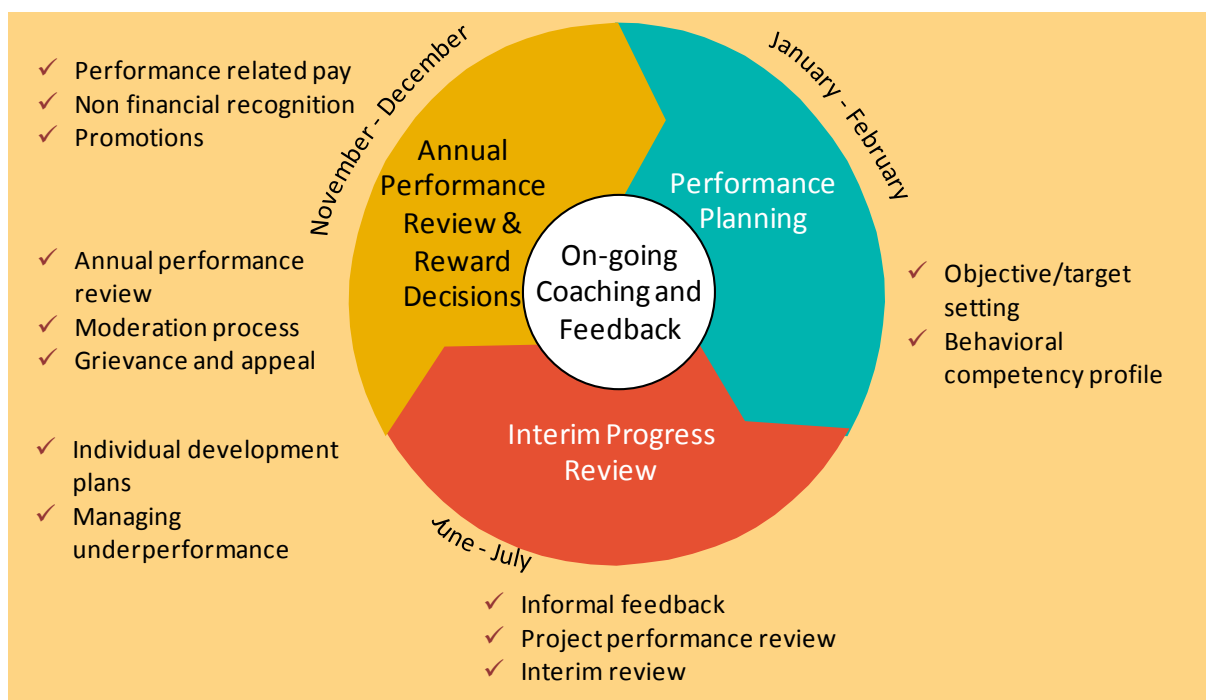 Performance related pay
Non financial recognition
Promotions
November - December
January - February
Annual
Performance
Review &
Reward
Decisions
Performance
Planning
On-going
Coaching and
Feedback
Annual performance
review
Moderation process
Grievance and appeal
Objective/target
setting
Behavioral
competency profile
Individual development
plans
Managing
underperformance
Interim Progress
Review
June - July
Informal feedback
Project performance review
Interim review